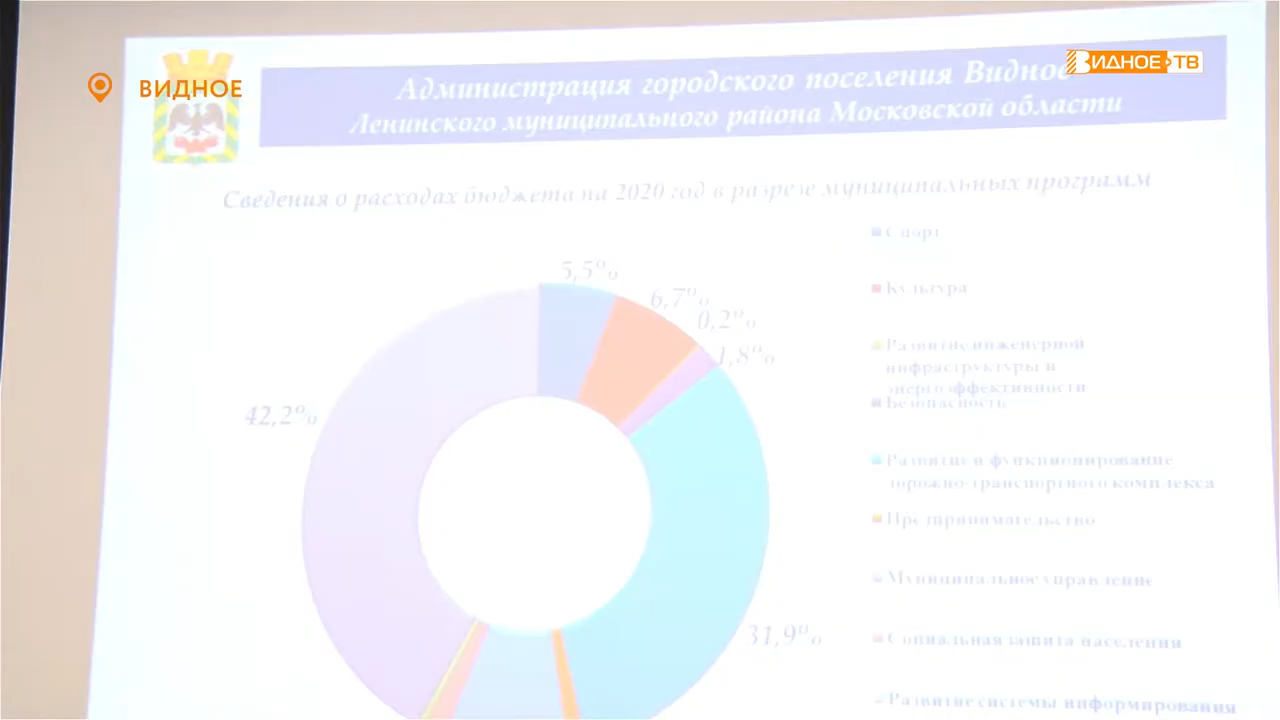 ВИДНОЕ
ВИДНОЕ ТВ
Администрация городского поселения Видное
Ленинского муниципального района Московской области
Сведения о расходах бюджета на 2020 год в разрезе муниципальных программ
5,5%
6,7%
0,2%
1,8%
42,2%
31,9%
Спорт
Культура
Развитие инженерной
инфраструктуры и
энергоэффективности
Безопасность
Развитие и функционирование
дорожно-транспортного комплекса
Предпринимательство
Муниципальное управление
Социальная защита населения
Развитие системы информирования